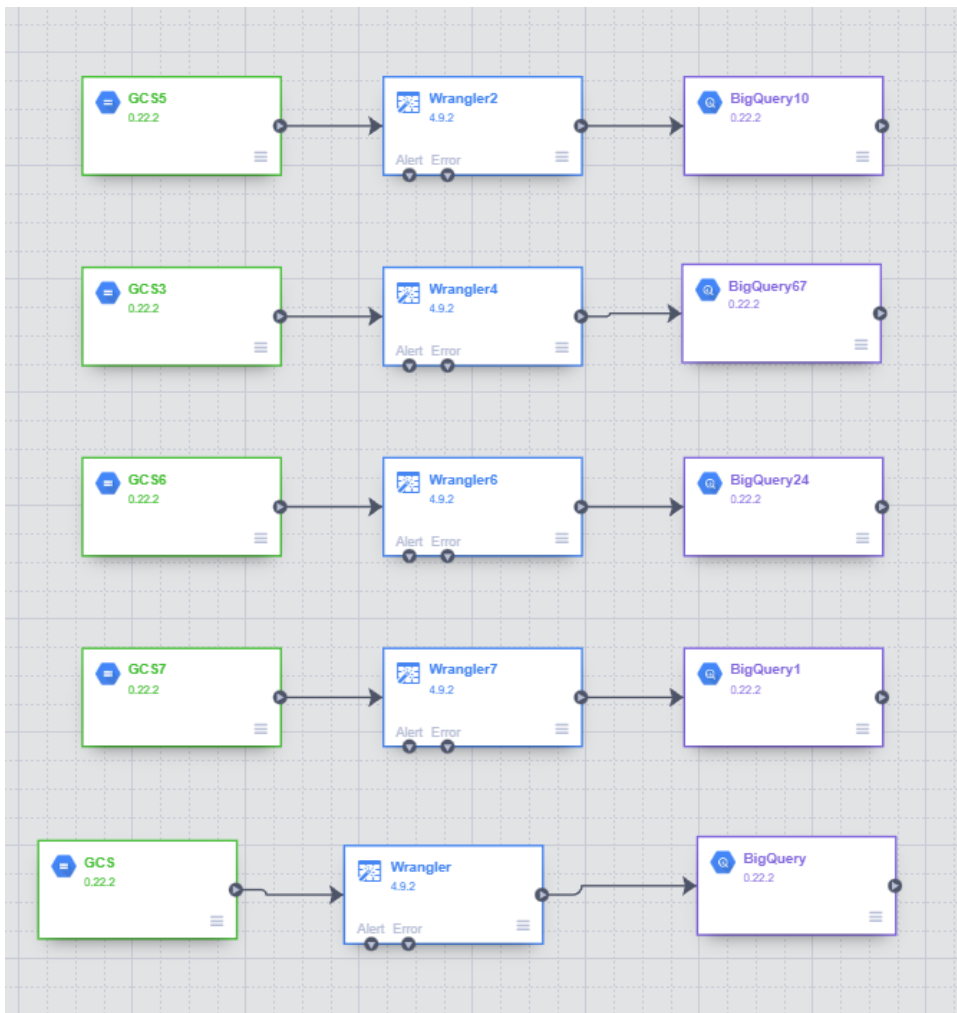 GCS5
0.22.2
Wrangler2
4.9.2
Alert Error
BigQuery10
0.22.2
GCS3
0.22.2
Wrangler4
4.9.2
Alert Error
BigQuery67
0.22.2
GCS6
0.22.2
Wrangler6
4.9.2
Alert Error
BigQuery24
0.22.2
GCS7
0.22.2
Wrangler7
4.9.2
Alert Error
BigQuery1
0.22.2
GCS
0.22.2
Wrangler
4.9.2
Alert Error
BigQuery
0.22.2